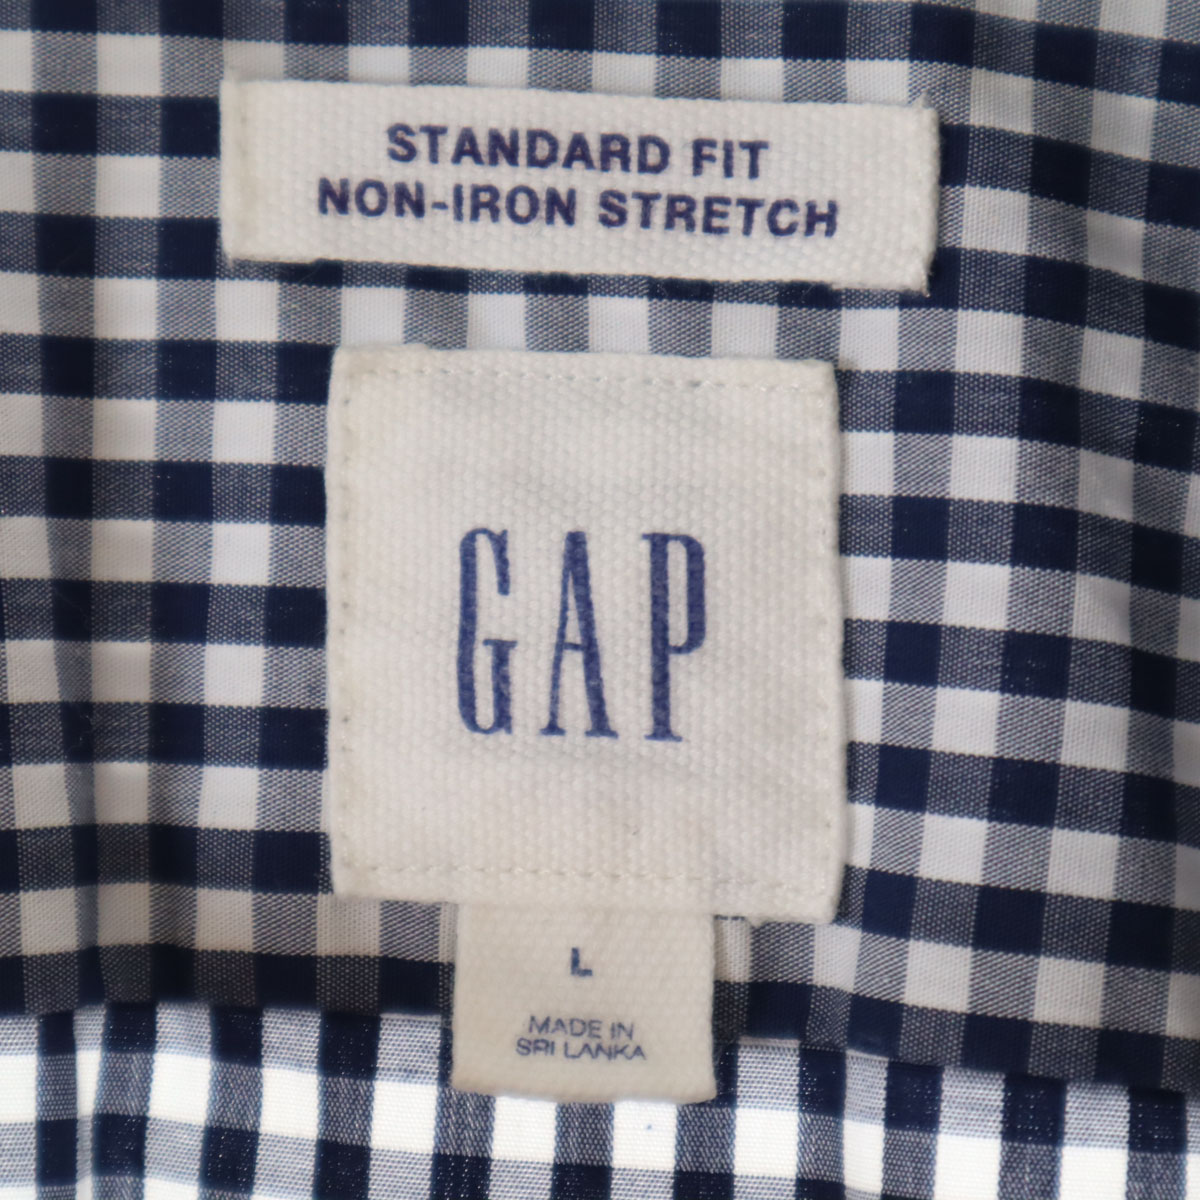 STANDARD FIT
NON-IRON STRETCH
GAP
L
MADE IN
SRI LANKA